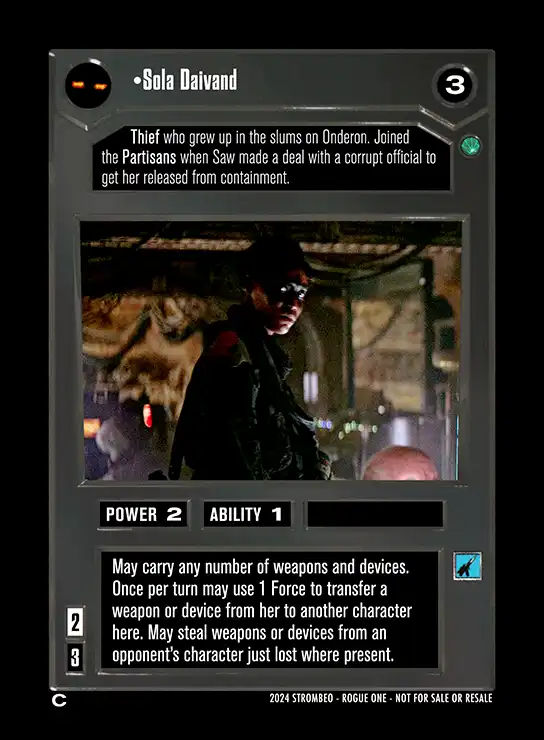 •Sola Daivand
3
Thief who grew up in the slums on Onderon. Joined
the Partisans when Saw made a deal with a corrupt official to
get her released from containment.
POWER 2
ABILITY 1
May carry any number of weapons and devices.
Once per turn may use 1 Force to transfer a
weapon or device from her to another character
here. May steal weapons or devices from an
opponent's character just lost where present.
2
3
C
2024 STROMBEO - ROGUE ONE - NOT FOR SALE OR RESALE